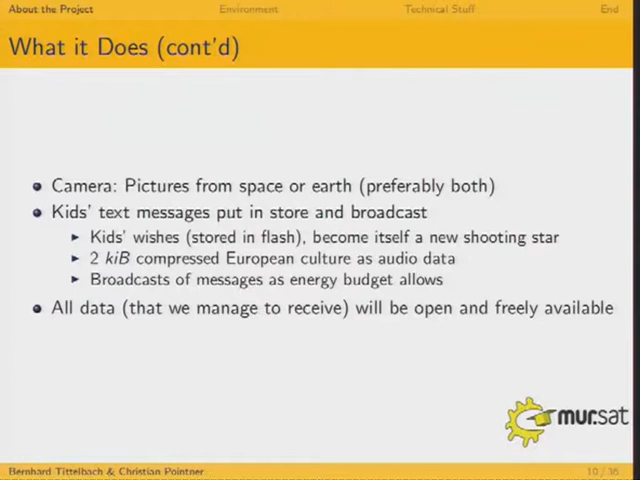 About the Project Environment Technical Stuff End
What it Does (cont'd)
Camera: Pictures from space or earth (preferably both)
Kids' text messages put in store and broadcast
Kids' wishes (stored in flash), become itself a new shooting star
2 kiB compressed European culture as audio data
Broadcasts of messages as energy budget allows
All data (that we manage to receive) will be open and freely available
mur.sat
Bernhard Tittelbach & Christian Pointner 10 / 36